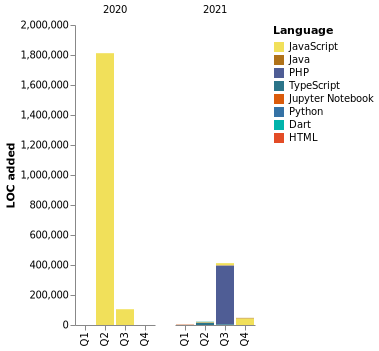 2020
2021
2,000,000
1,800,000
1,600,000
1,400,000
1,200,000
1,000,000
800,000
600,000
400,000
200,000
0
LOC added
Q1
Q2
Q3
Q4
Q1
Q2
Q3
Q4
Language
JavaScript
Java
PHP
TypeScript
Jupyter Notebook
Python
Dart
HTML